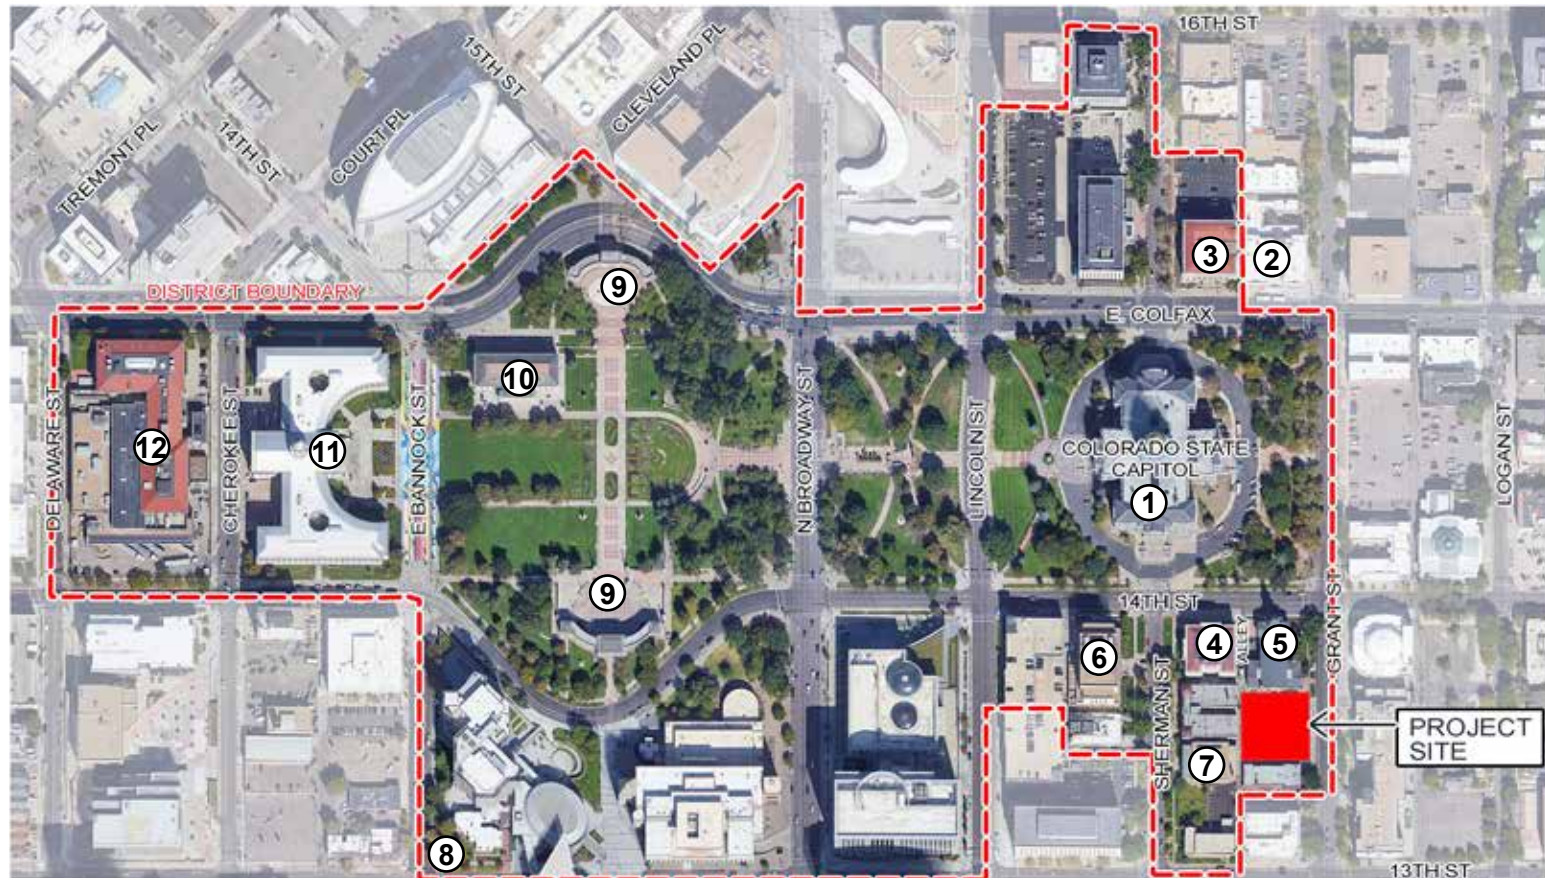 16TH ST
15TH ST
CLEVELAND PL
TREMONT PL
14TH ST
COURT PL
3
2
9
DISTRICT BOUNDARY
E. COLFAX
10
DELAWARE ST
CHEROKEE ST
E BANNOCK ST
N BROADWAY ST
LINCOLN ST
LOGAN ST
12
11
COLORADO STATE
CAPITOL
1
9
14TH ST
GRANT ST
SHERMAN ST
ALLEY
6
4
5
PROJECT
SITE
7
8
13TH ST